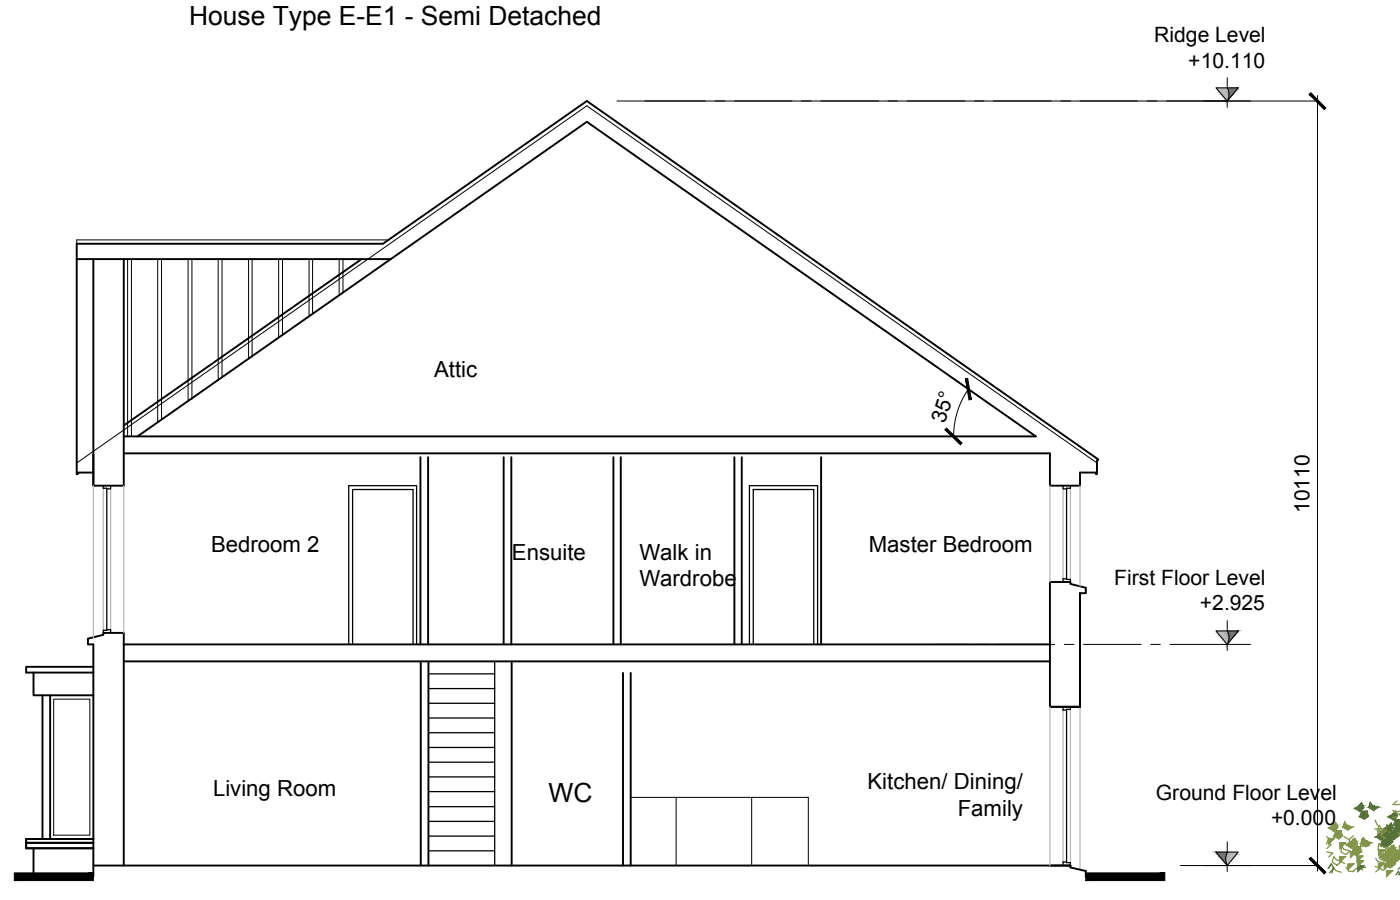 House Type E-E1 - Semi Detached
Ridge Level
+10.110
Attic
35°
10110
Bedroom 2
Ensuite
Walk in
Wardrobe
Master Bedroom
First Floor Level
+2.925
Living Room
WC
Kitchen/ Dining/
Family
Ground Floor Level
+0.000